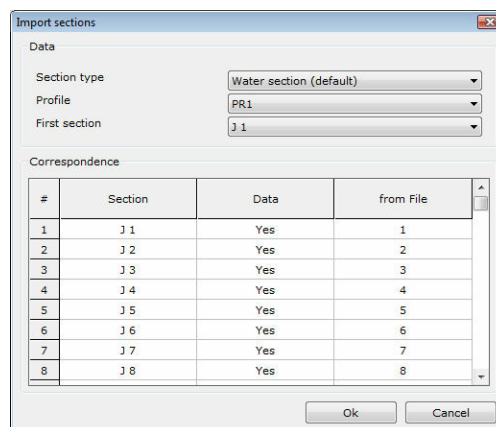 Import sections
Data
Section type Water section (default)
Profile PR1
First section J 1
Correspondence
# Section Data from File
1 J 1 Yes 1
2 J 2 Yes 2
3 J 3 Yes 3
4 J 4 Yes 4
5 J 5 Yes 5
6 J 6 Yes 6
7 J 7 Yes 7
8 J 8 Yes 8
Ok Cancel